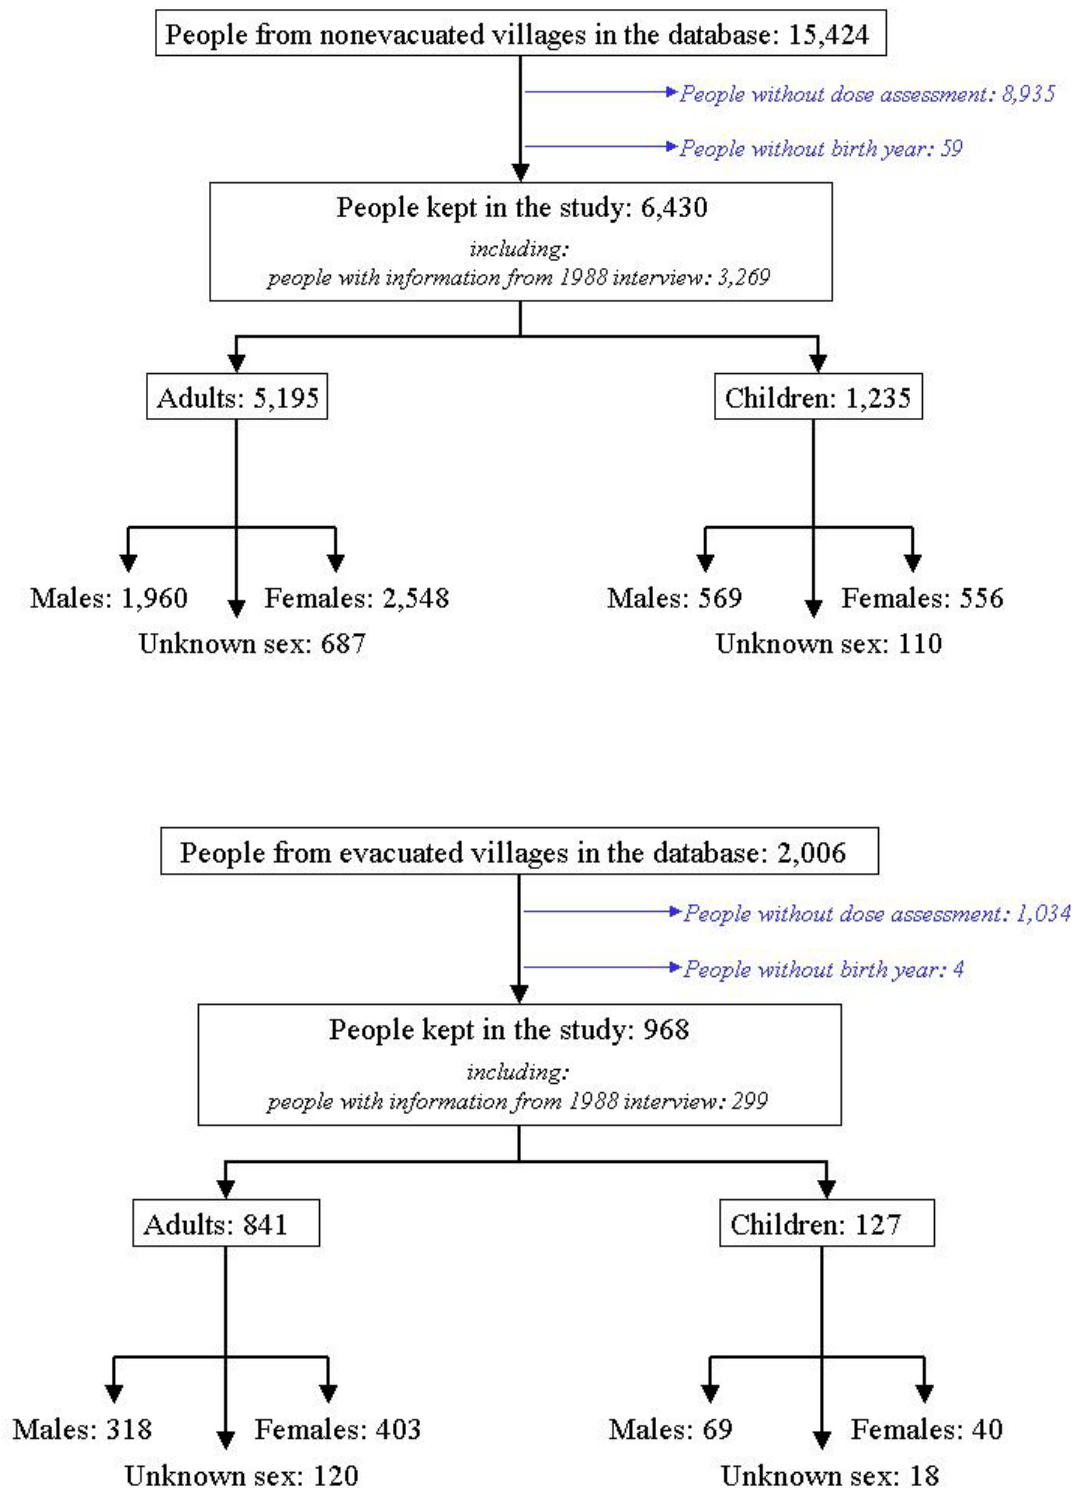 People from nonevacuated villages in the database: 15,424
People without dose assessment: 8,935
People without birth year: 59
People kept in the study: 6,430
including:
people with information from 1988 interview: 3,269
Adults: 5,195
Children: 1,235
Males: 1,960
Females: 2,548
Unknown sex: 687
Males: 569
Females: 556
Unknown sex: 110
People from evacuated villages in the database: 2,006
People without dose assessment: 1,034
People without birth year: 4
People kept in the study: 968
including:
people with information from 1988 interview: 299
Adults: 841
Children: 127
Males: 318
Females: 403
Unknown sex: 120
Males: 69
Females: 40
Unknown sex: 18